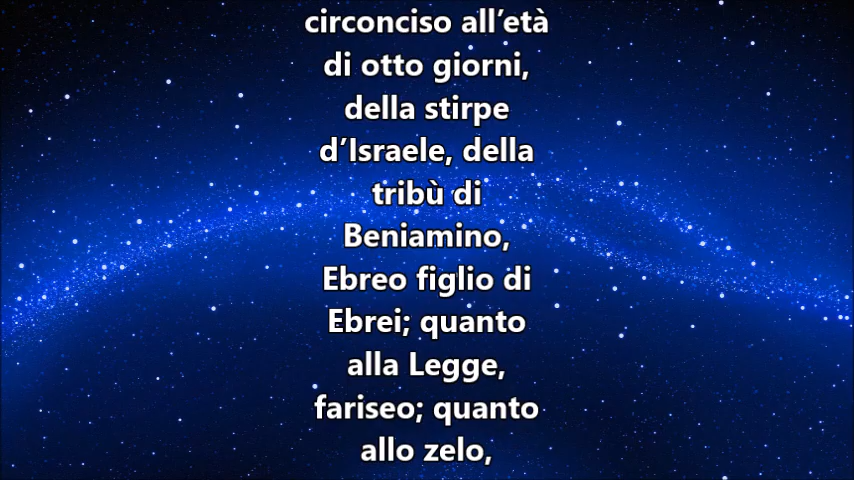 circonciso all’età
di otto giorni,
della stirpe
d’Israele, della
tribù di
Beniamino,
Ebreo figlio di
Ebrei; quanto
alla Legge,
fariseo; quanto
allo zelo,